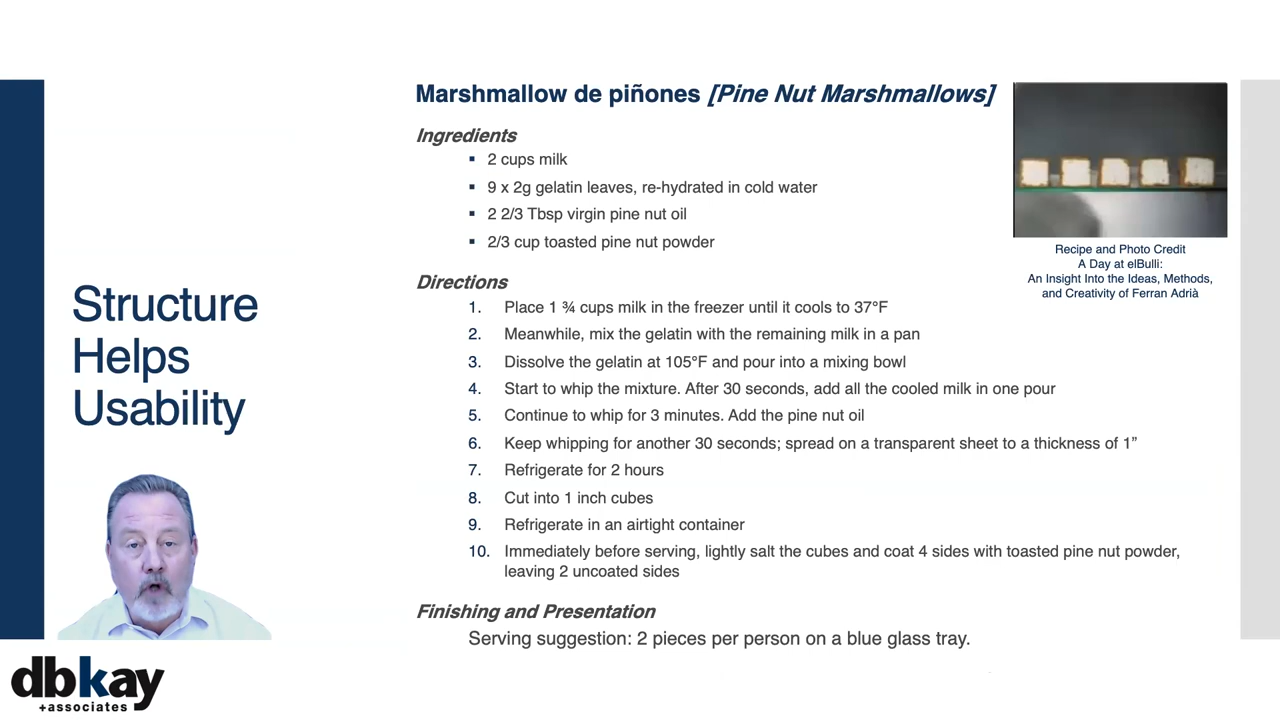 Structure
Helps
Usability
Marshmallow de piñones [Pine Nut Marshmallows]
Ingredients
▪ 2 cups milk
▪ 9 x 2g gelatin leaves, re-hydrated in cold water
▪ 2 2/3 Tbsp virgin pine nut oil
▪ 2/3 cup toasted pine nut powder
Directions
1. Place 1 ¾ cups milk in the freezer until it cools to 37°F
2. Meanwhile, mix the gelatin with the remaining milk in a pan
3. Dissolve the gelatin at 105°F and pour into a mixing bowl
4. Start to whip the mixture. After 30 seconds, add all the cooled milk in one pour
5. Continue to whip for 3 minutes. Add the pine nut oil
6. Keep whipping for another 30 seconds; spread on a transparent sheet to a thickness of 1”
7. Refrigerate for 2 hours
8. Cut into 1 inch cubes
9. Refrigerate in an airtight container
10. Immediately before serving, lightly salt the cubes and coat 4 sides with toasted pine nut powder,
leaving 2 uncoated sides
Finishing and Presentation
Serving suggestion: 2 pieces per person on a blue glass tray.
Recipe and Photo Credit
A Day at elBulli:
An Insight Into the Ideas, Methods,
and Creativity of Ferran Adrià
dbkay
+associates